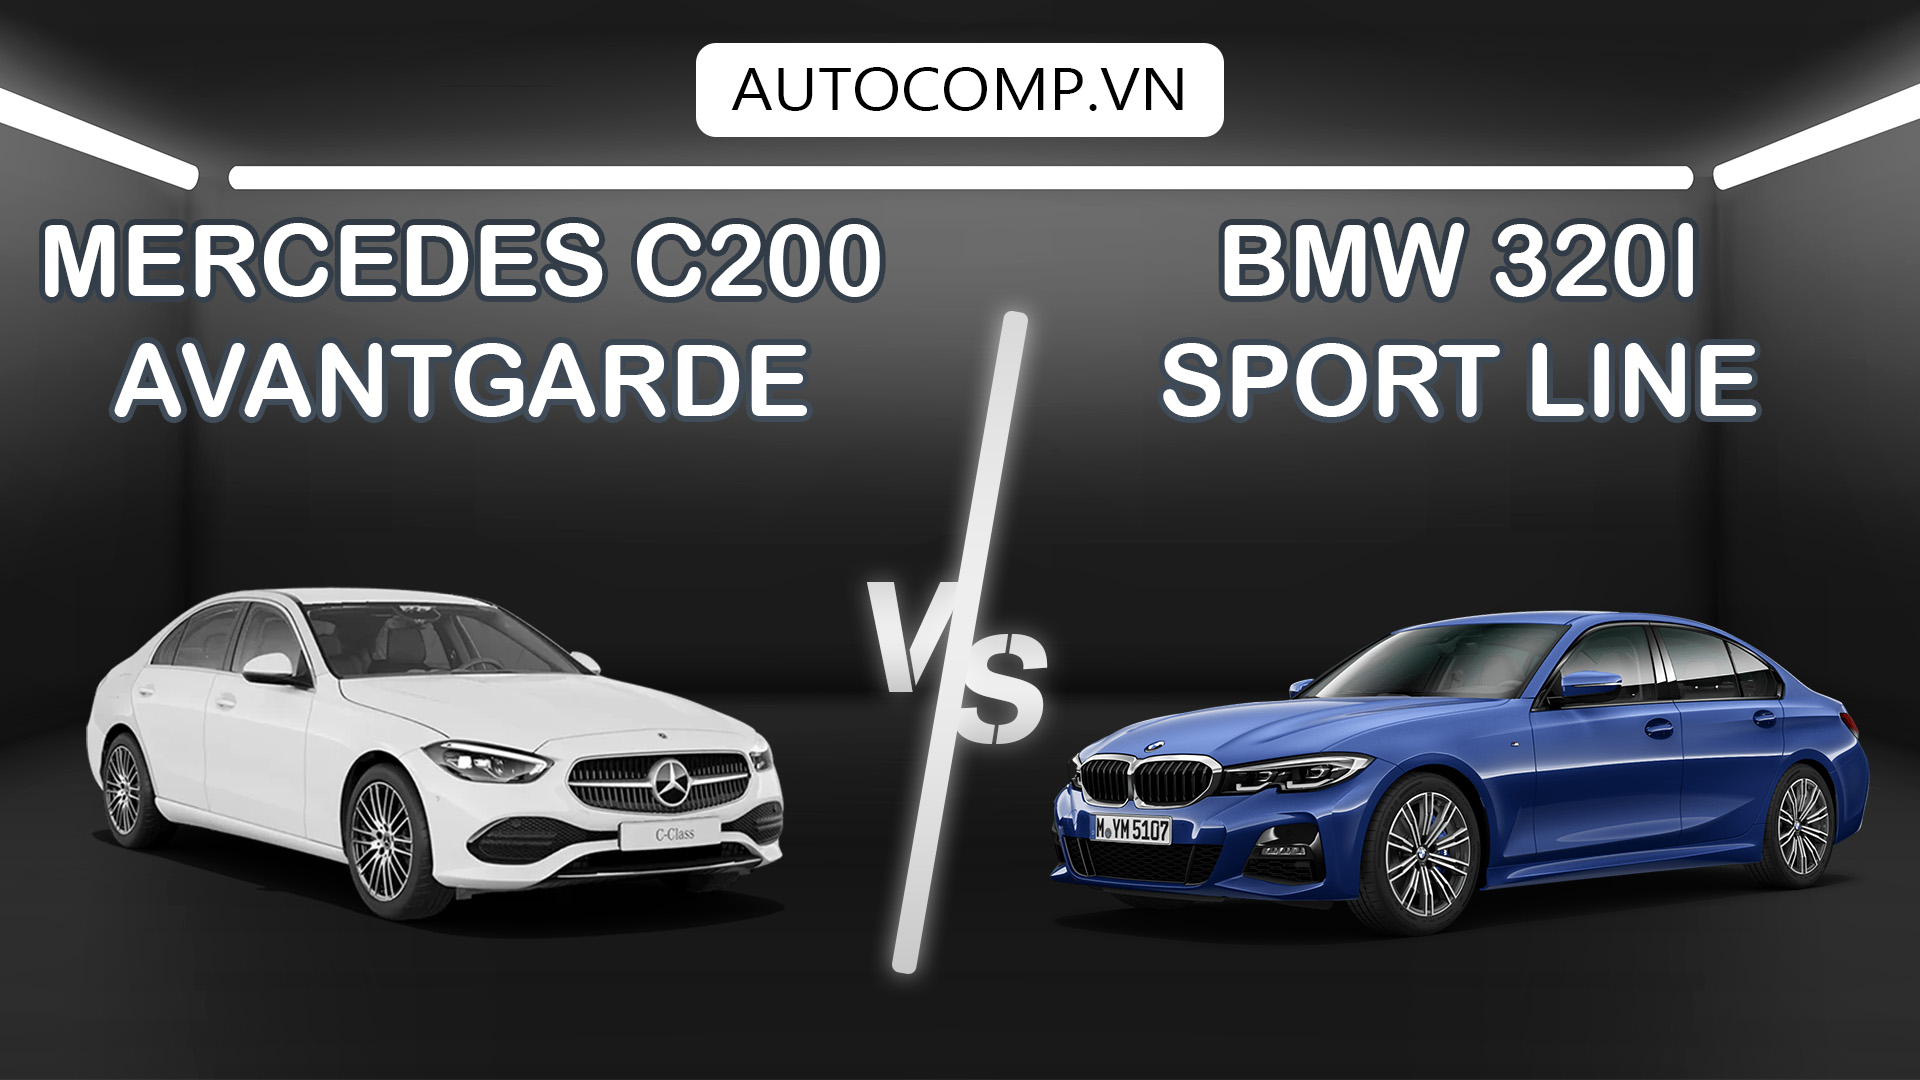 AUTOCOMP.VN
MERCEDES C200
AVANTGARDE
BMW 320I
SPORT LINE
VS
C-Class
M YM 5107